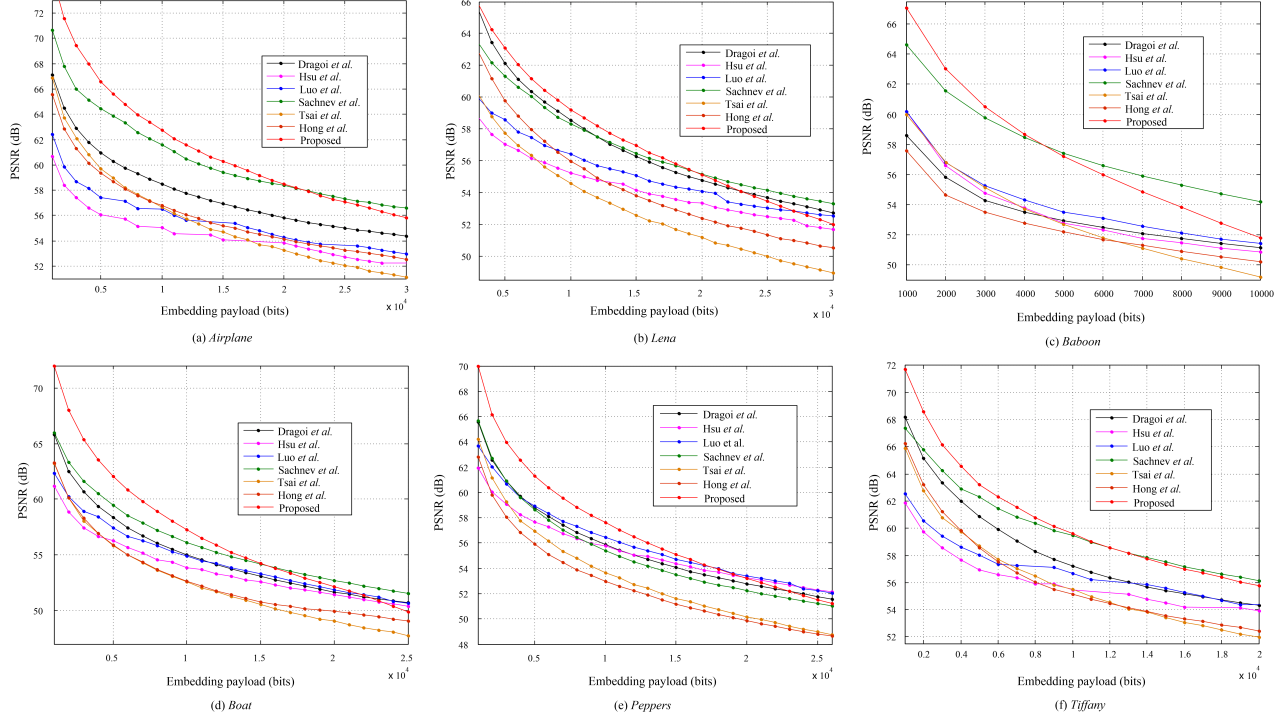 PSNR (dB)
72
70
68
66
64
62
60
58
56
54
52
Dragoi et al.
Hsu et al.
Luo et al.
Sachnev et al.
Tsai et al.
Hong et al.
Proposed
0.5 1 1.5 2 2.5 3
x 10^4
Embedding payload (bits)
(a) Airplane
PSNR (dB)
66
64
62
60
58
56
54
52
50
Dragoi et al.
Hsu et al.
Luo et al.
Sachnev et al.
Tsai et al.
Hong et al.
Proposed
0.5 1 1.5 2 2.5 3
x 10^4
Embedding payload (bits)
(b) Lena
PSNR (dB)
66
64
62
60
58
56
54
52
50
Dragoi et al.
Hsu et al.
Luo et al.
Sachnev et al.
Tsai et al.
Hong et al.
Proposed
1000 2000 3000 4000 5000 6000 7000 8000 9000 10000
Embedding payload (bits)
(c) Baboon
PSNR (dB)
70
65
60
55
50
Dragoi et al.
Hsu et al.
Luo et al.
Sachnev et al.
Tsai et al.
Hong et al.
Proposed
0.5 1 1.5 2 2.5
x 10^4
Embedding payload (bits)
(d) Boat
PSNR (dB)
70
68
66
64
62
60
58
56
54
52
50
48
Dragoi et al.
Hsu et al.
Luo et al.
Sachnev et al.
Tsai et al.
Hong et al.
Proposed
0.5 1 1.5 2 2.5
x 10^4
Embedding payload (bits)
(e) Peppers
PSNR (dB)
72
70
68
66
64
62
60
58
56
54
52
Dragoi et al.
Hsu et al.
Luo et al.
Sachnev et al.
Tsai et al.
Hong et al.
Proposed
0.2 0.4 0.6 0.8 1 1.2 1.4 1.6 1.8 2
x 10^4
Embedding payload (bits)
(f) Tiffany